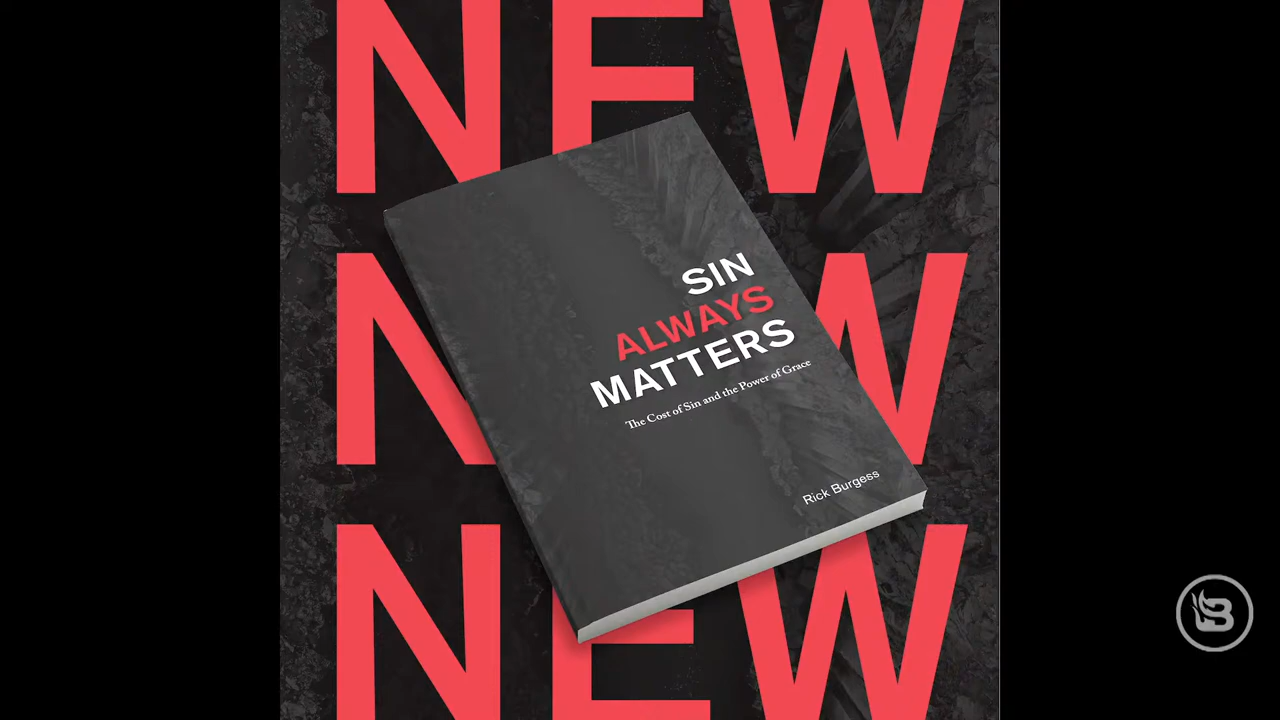 NEW
NEW
NEW
SIN
ALWAYS
MATTERS
The Cost of Sin and the Power of Grace
Rick Burgess
B